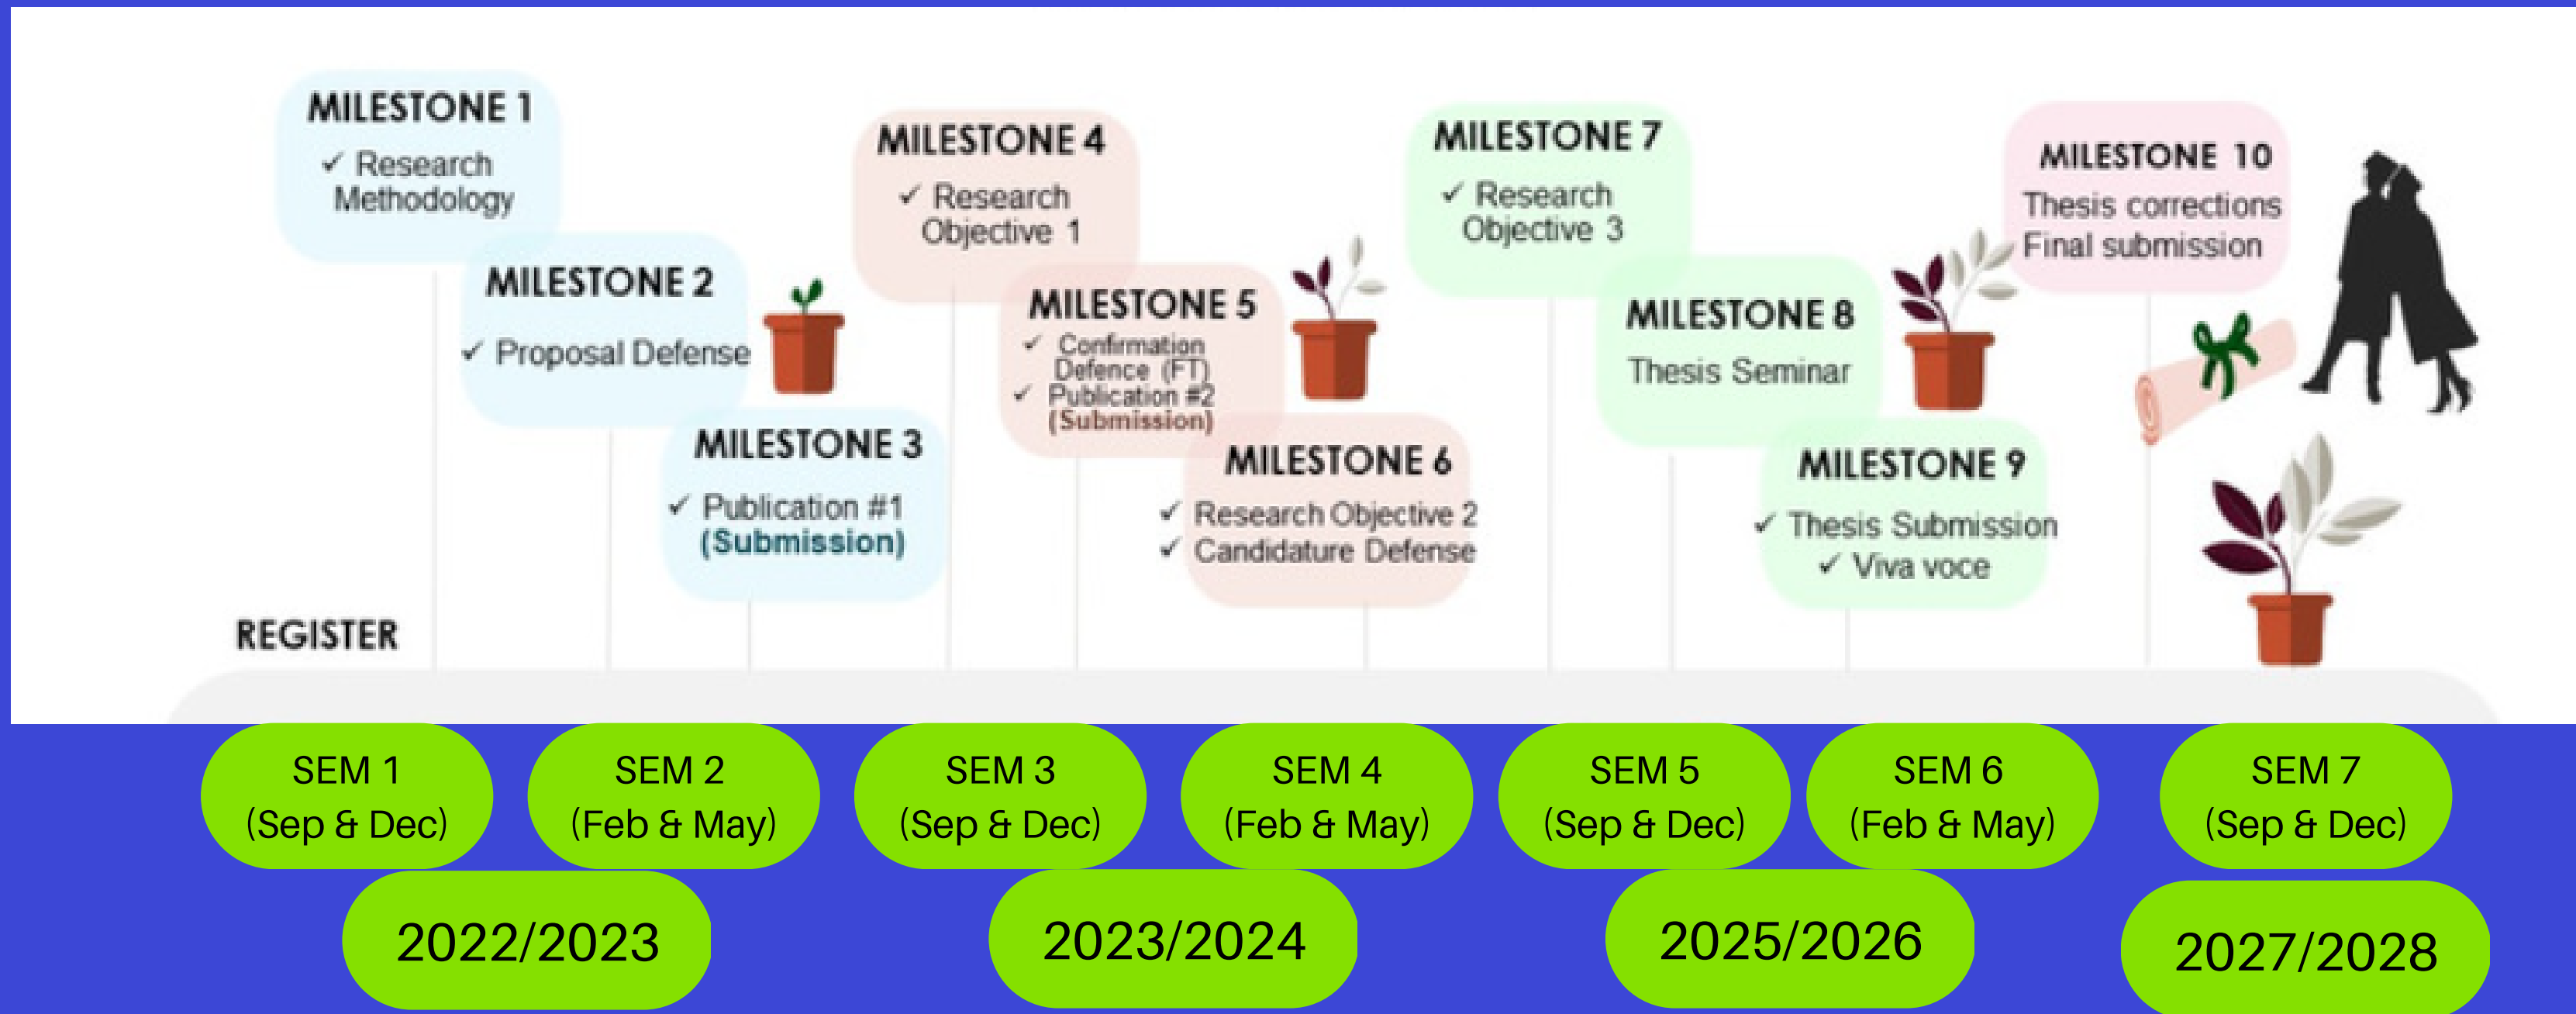 MILESTONE 1
✓ Research
Methodology
MILESTONE 2
✓ Proposal Defense
MILESTONE 3
✓ Publication #1
(Submission)
MILESTONE 4
✓ Research
Objective 1
MILESTONE 5
✓ Confirmation
Defence (FT)
✓ Publication #2
(Submission)
MILESTONE 6
✓ Research Objective 2
✓ Candidature Defense
MILESTONE 7
✓ Research
Objective 3
MILESTONE 8
Thesis Seminar
MILESTONE 9
✓ Thesis Submission
✓ Viva voce
MILESTONE 10
Thesis corrections
Final submission
REGISTER
SEM 1
(Sep & Dec)
SEM 2
(Feb & May)
SEM 3
(Sep & Dec)
SEM 4
(Feb & May)
SEM 5
(Sep & Dec)
SEM 6
(Feb & May)
SEM 7
(Sep & Dec)
2022/2023
2023/2024
2025/2026
2027/2028